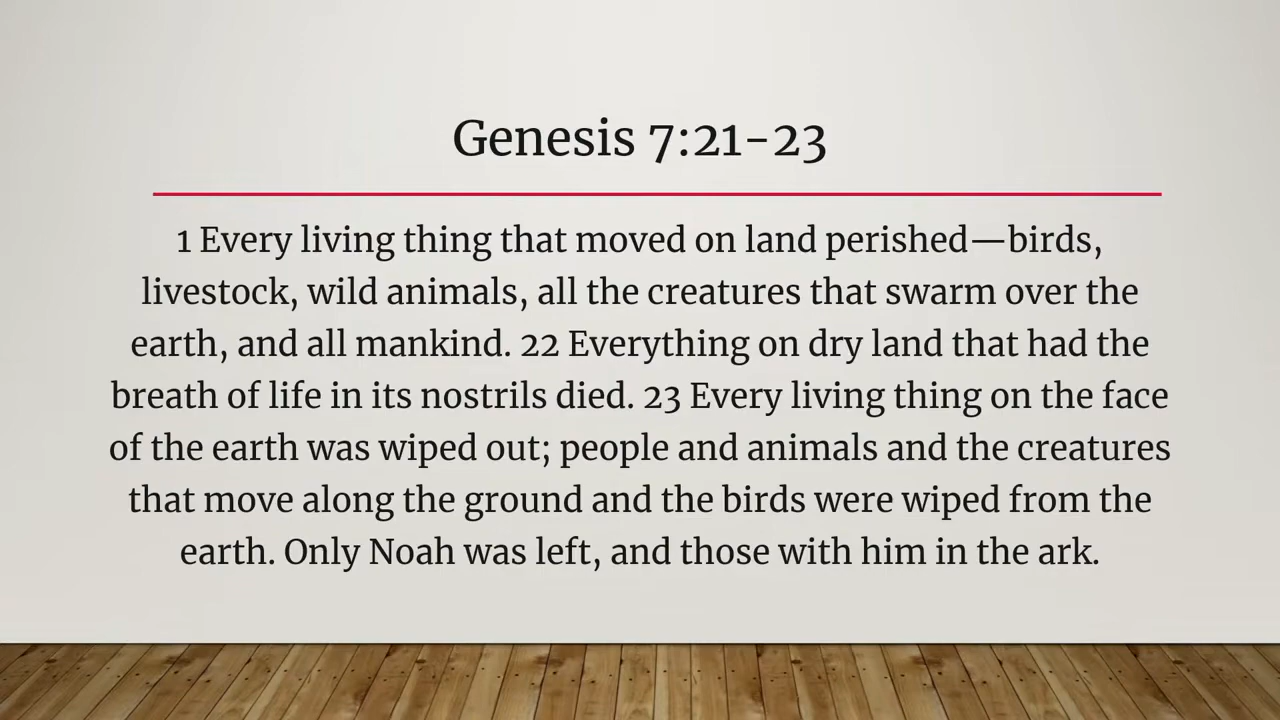 Genesis 7:21-23
1 Every living thing that moved on land perished—birds,
livestock, wild animals, all the creatures that swarm over the
earth, and all mankind. 22 Everything on dry land that had the
breath of life in its nostrils died. 23 Every living thing on the face
of the earth was wiped out; people and animals and the creatures
that move along the ground and the birds were wiped from the
earth. Only Noah was left, and those with him in the ark.